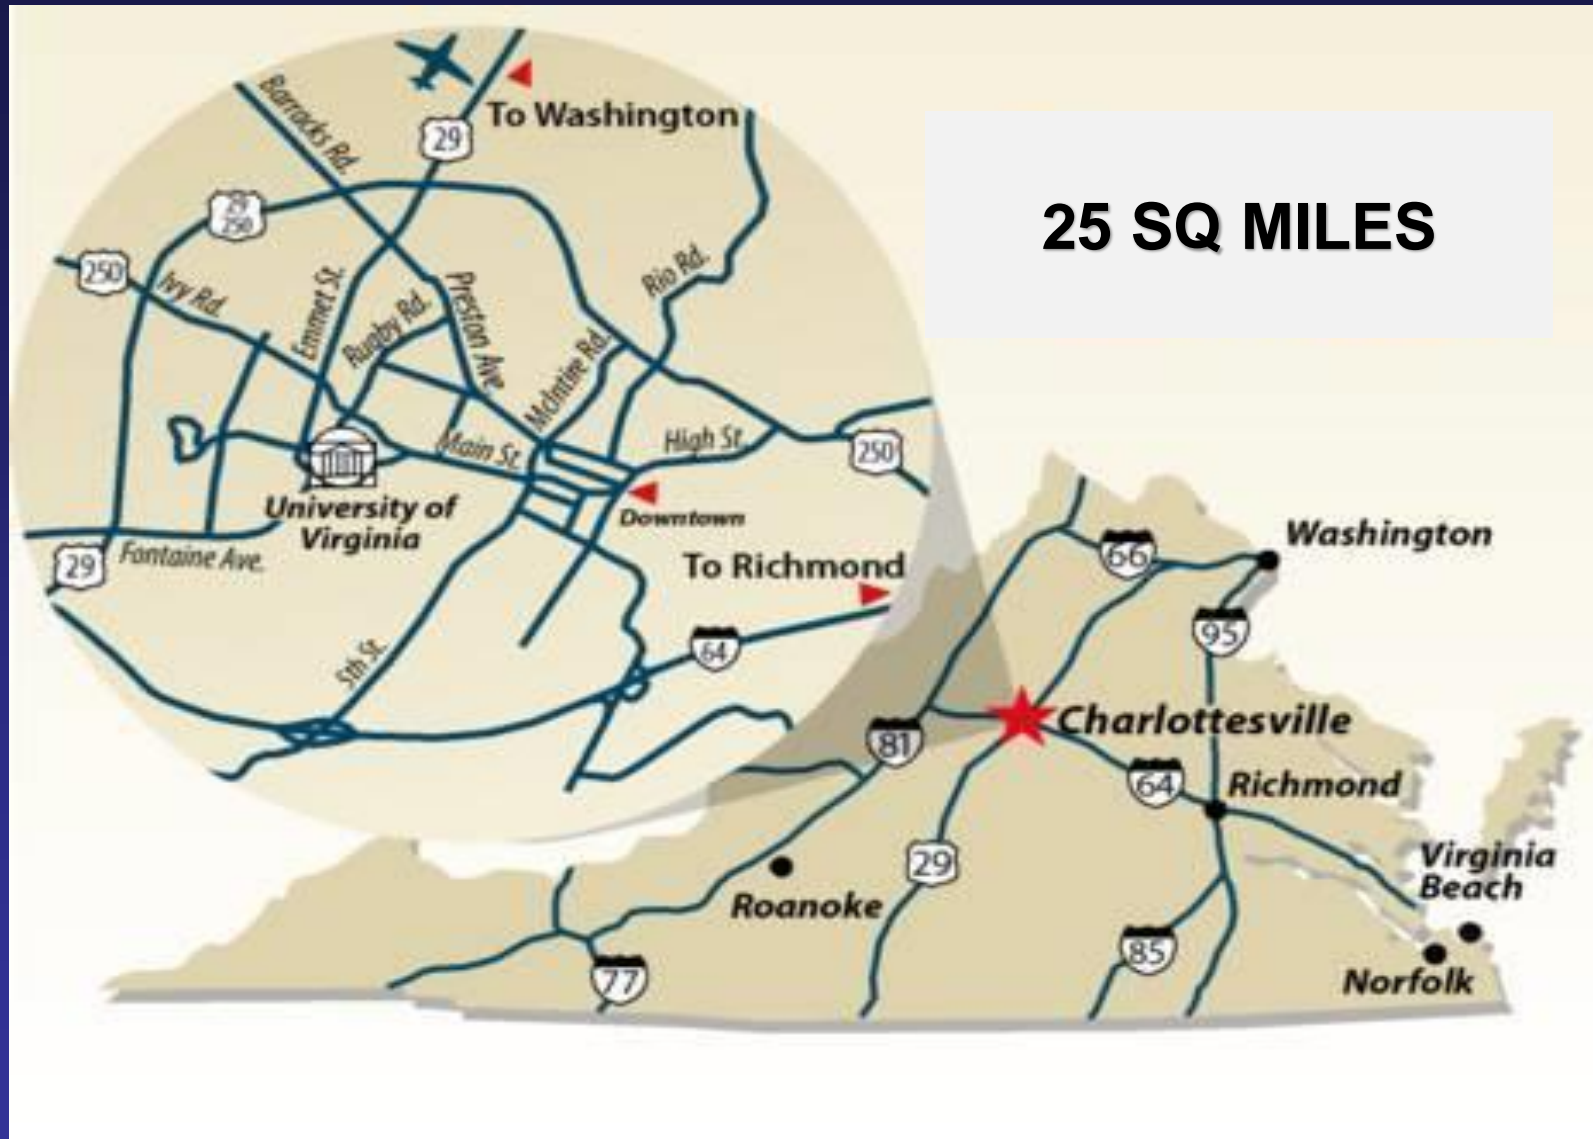 To Washington
Barracks Rd.
29
29
250
250
Ivy Rd.
Emmet St.
Rugby Rd.
Preston Ave
McIntire Rd.
Rio Rd.
25 SQ MILES
Main St.
High St.
250
University of
Virginia
Downtown
29
Fontaine Ave.
To Richmond
64
5th St.
66
Washington
95
81
Charlottesville
64
Richmond
29
Roanoke
Virginia
Beach
77
85
Norfolk